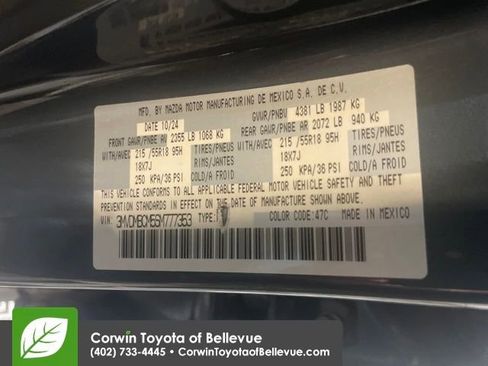 MFD. BY MAZDA MOTOR MANUFACTURING DE MEXICO S.A. DE C.V.
DATE 10/24 GVWR/PNBV 4381 LB 1987 KG
FRONT GAWR/PNBE AV 2355 LB 1068 KG REAR GAWR/PNBE AR 2072 LB 940 KG
WITH/AVEC 215 /55R18 95H TIRES/PNEUS WITH/AVEC 215 /55R18 95H TIRES/PNEUS
18X7J RIMS/JANTES 18X7J RIMS/JANTES
250 KPA/36 PSI COLD/A FROID 250 KPA/36 PSI COLD/A FROID
THIS VEHICLE CONFORMS TO ALL APPLICABLE FEDERAL MOTOR VEHICLE SAFETY AND THEFT
PREVENTION STANDARDS IN EFFECT ON THE DATE OF MANUFACTURE SHOWN ABOVE.
VIN: TYPE: COLOR CODE: 47C MADE IN MEXICO
Corwin Toyota of Bellevue
(402) 733-4445 • CorwinToyotaofBellevue.com